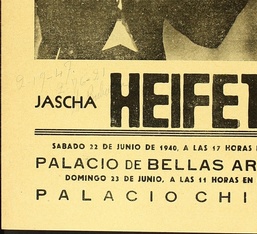 JASCHA HEIFET
SABADO 22 DE JUNIO DE 1940, A LAS 17 HORAS
PALACIO DE BELLAS AR
DOMINGO 23 DE JUNIO, A LAS 11 HORAS EN
PALACIO CHI